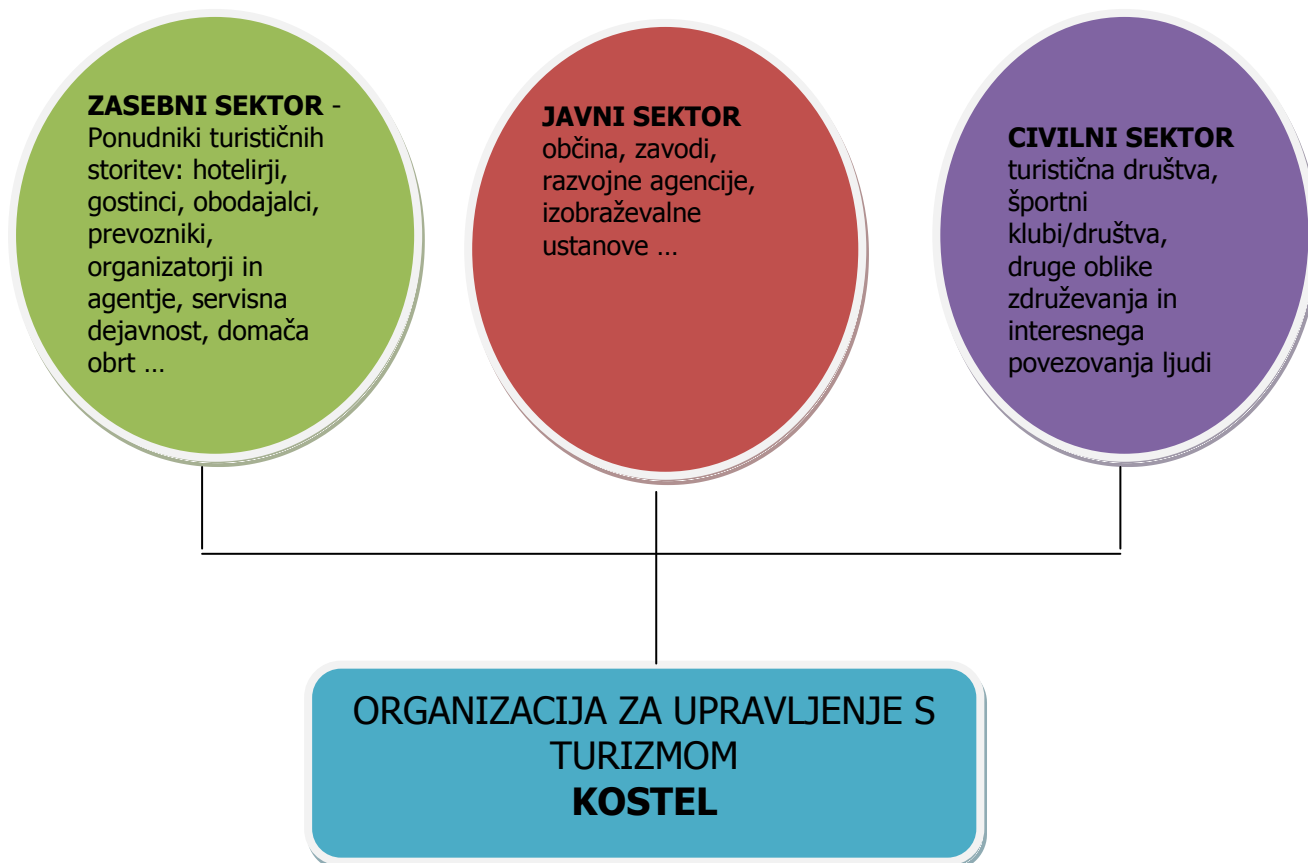 ZASEBNI SEKTOR -
Ponudniki turističnih
storitev: hotelirji,
gostinci, obodajalci,
prevozniki,
organizatorji in
agentje, servisna
dejavnost, domača
obrt …
JAVNI SEKTOR
občina, zavodi,
razvojne agencije,
izobraževalne
ustanove …
CIVILNI SEKTOR
turistična društva,
športni
klubi/društva,
druge oblike
združevanja in
interesnega
povezovanja ljudi
ORGANIZACIJA ZA UPRAVLJENJE S
TURIZMOM
KOSTEL